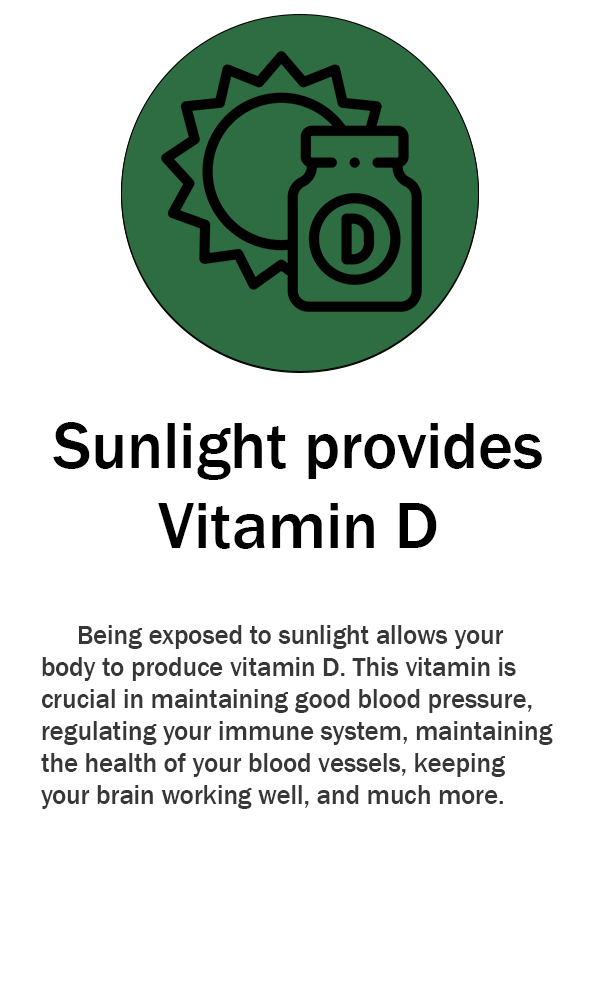 D
Sunlight provides
Vitamin D
Being exposed to sunlight allows your
body to produce vitamin D. This vitamin is
crucial in maintaining good blood pressure,
regulating your immune system, maintaining
the health of your blood vessels, keeping
your brain working well, and much more.